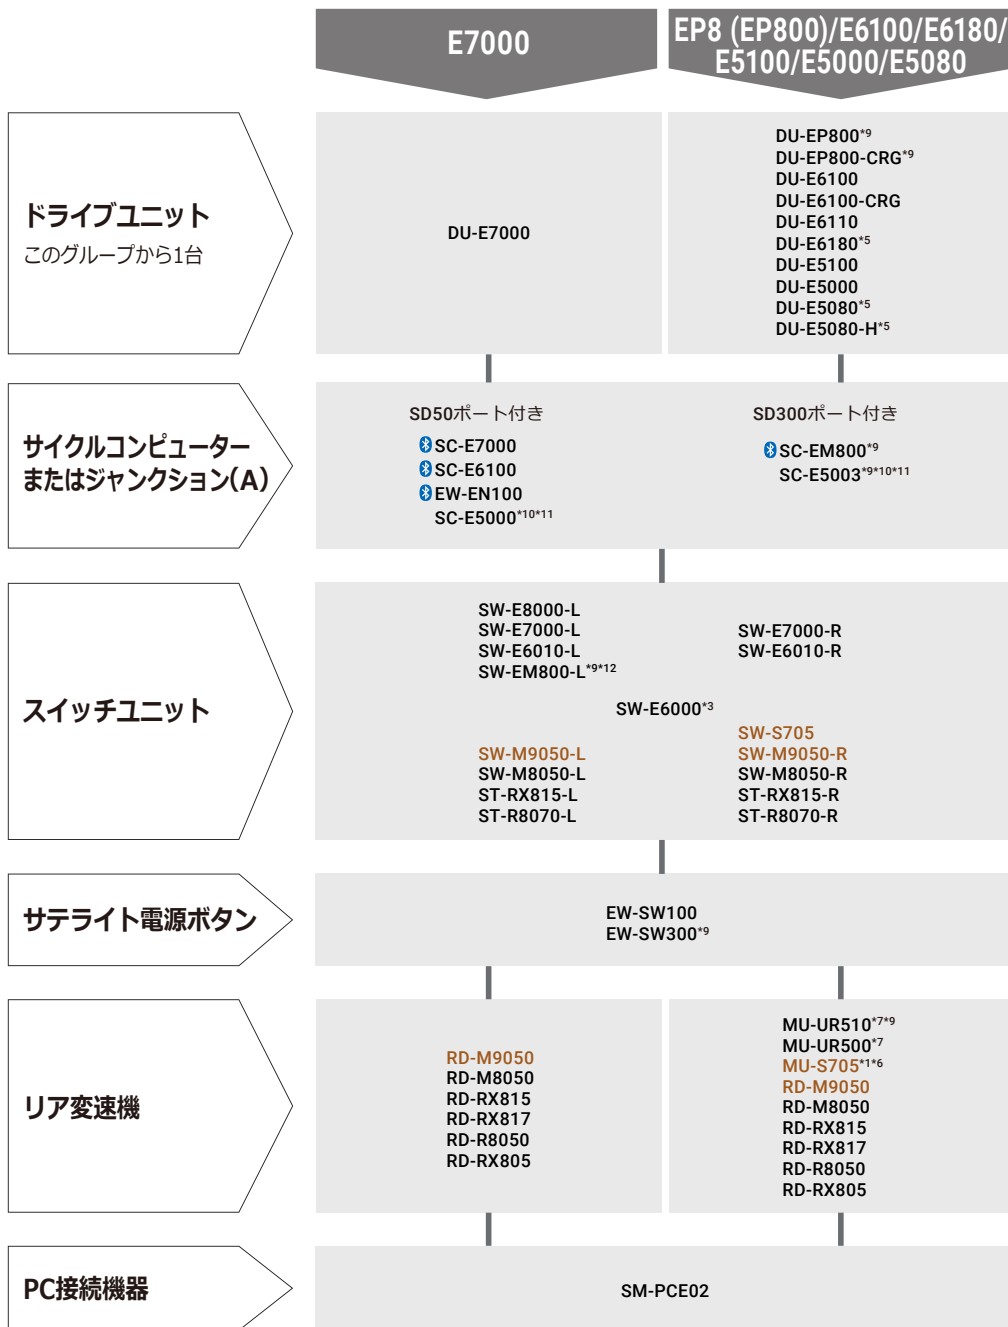 E7000
EP8 (EP800)/E6100/E6180/
E5100/E5000/E5080
ドライブユニット
このグループから1台
DU-E7000
DU-EP800*9
DU-EP800-CRG*9
DU-E6100
DU-E6100-CRG
DU-E6110
DU-E6180*5
DU-E5100
DU-E5000
DU-E5080*5
DU-E5080-H*5
サイクルコンピューター
またはジャンクション(A)
SD50ポート付き
SC-E7000
SC-E6100
EW-EN100
SC-E5000*10*11
SD300ポート付き
SC-EM800*9
SC-E5003*9*10*11
スイッチユニット
SW-E8000-L
SW-E7000-L
SW-E6010-L
SW-EM800-L*9*12
SW-E7000-R
SW-E6010-R
SW-E6000*3
SW-M9050-L
SW-M8050-L
ST-RX815-L
ST-R8070-L
SW-S705
SW-M9050-R
SW-M8050-R
ST-RX815-R
ST-R8070-R
サテライト電源ボタン
EW-SW100
EW-SW300*9
リア変速機
RD-M9050
RD-M8050
RD-RX815
RD-RX817
RD-R8050
RD-RX805
MU-UR510*7*9
MU-UR500*7
MU-S705*1*6
RD-M9050
RD-M8050
RD-RX815
RD-RX817
RD-R8050
RD-RX805
PC接続機器
SM-PCE02